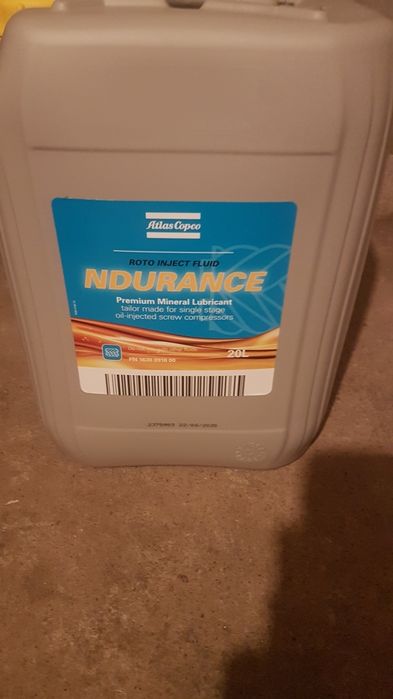 Atlas Copco
ROTO INJECT FLUID
NDURANCE
Premium Mineral Lubricant
tailor made for single stage
oil-injected screw compressors
20L